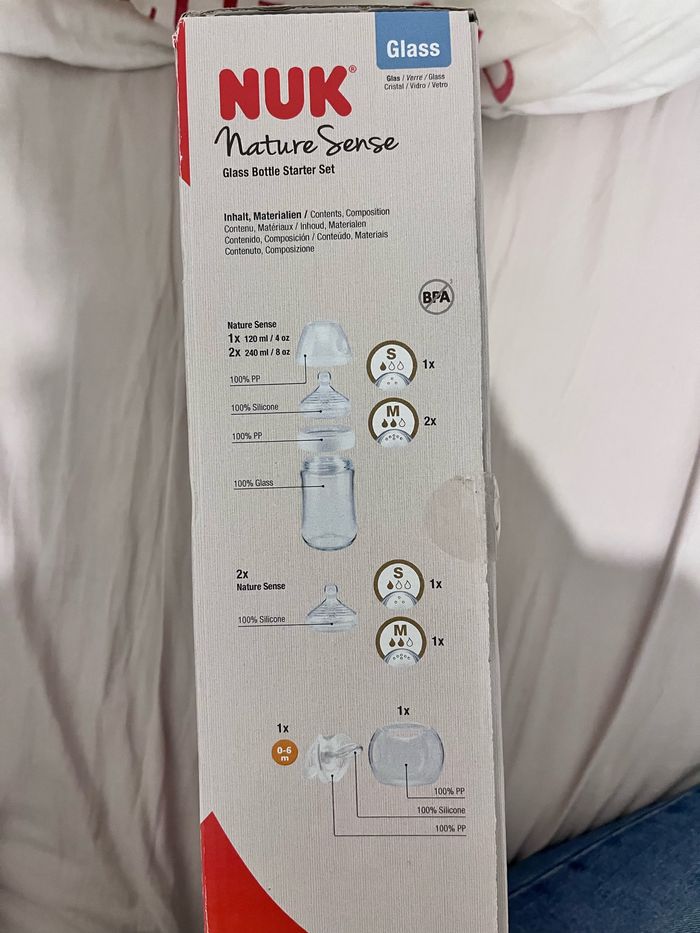 Glass
Glas / Verre / Glass
Cristal / Vidro / Vetro
NUK®
Nature Sense
Glass Bottle Starter Set
Inhalt, Materialien / Contents, Composition
Contenu, Matériaux / Inhoud, Materialen
Contenido, Composición / Conteúdo, Materiais
Contenuto, Composizione
BPA
Nature Sense
1x 120 ml / 4 oz
2x 240 ml / 8 oz
S
1x
100% PP
100% Silicone
M
2x
100% PP
100% Glass
2x
Nature Sense
S
1x
100% Silicone
M
1x
1x
1x
0-6
m
100% PP
100% Silicone
100% PP